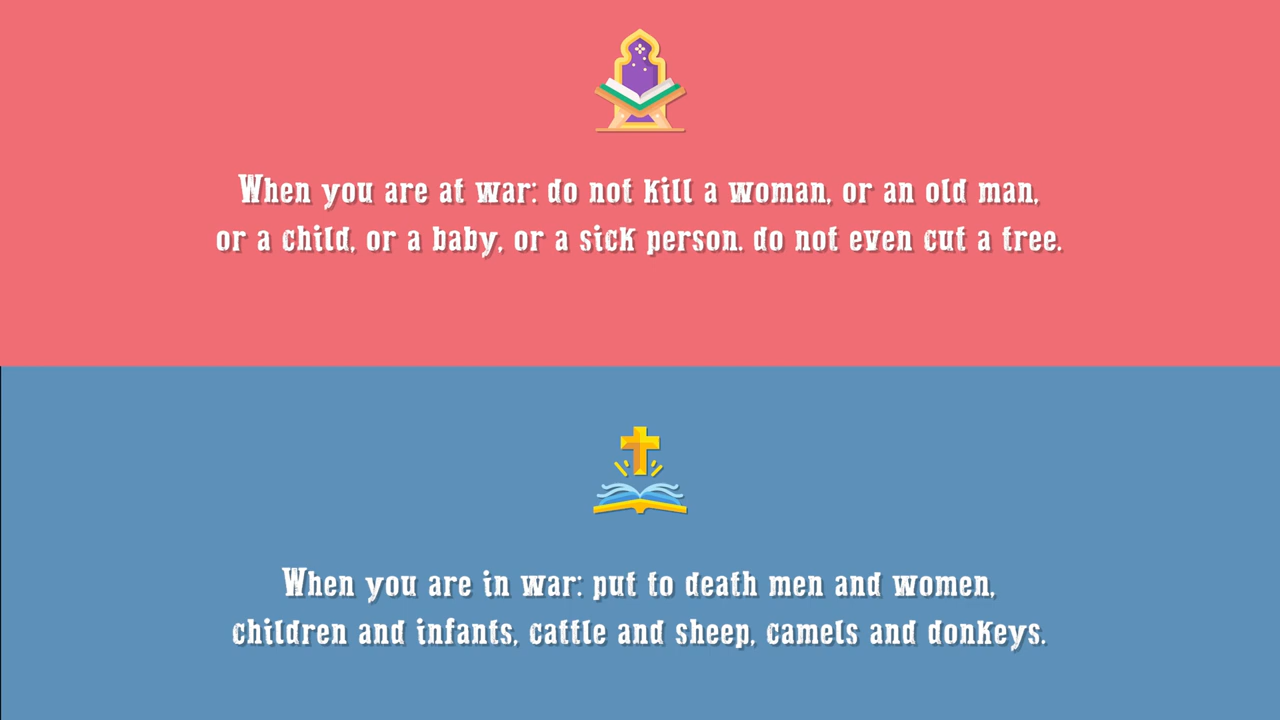 When you are at war: do not kill a woman, or an old man,
or a child, or a baby, or a sick person. do not even cut a tree.
When you are in war: put to death men and women,
children and infants, cattle and sheep, camels and donkeys.